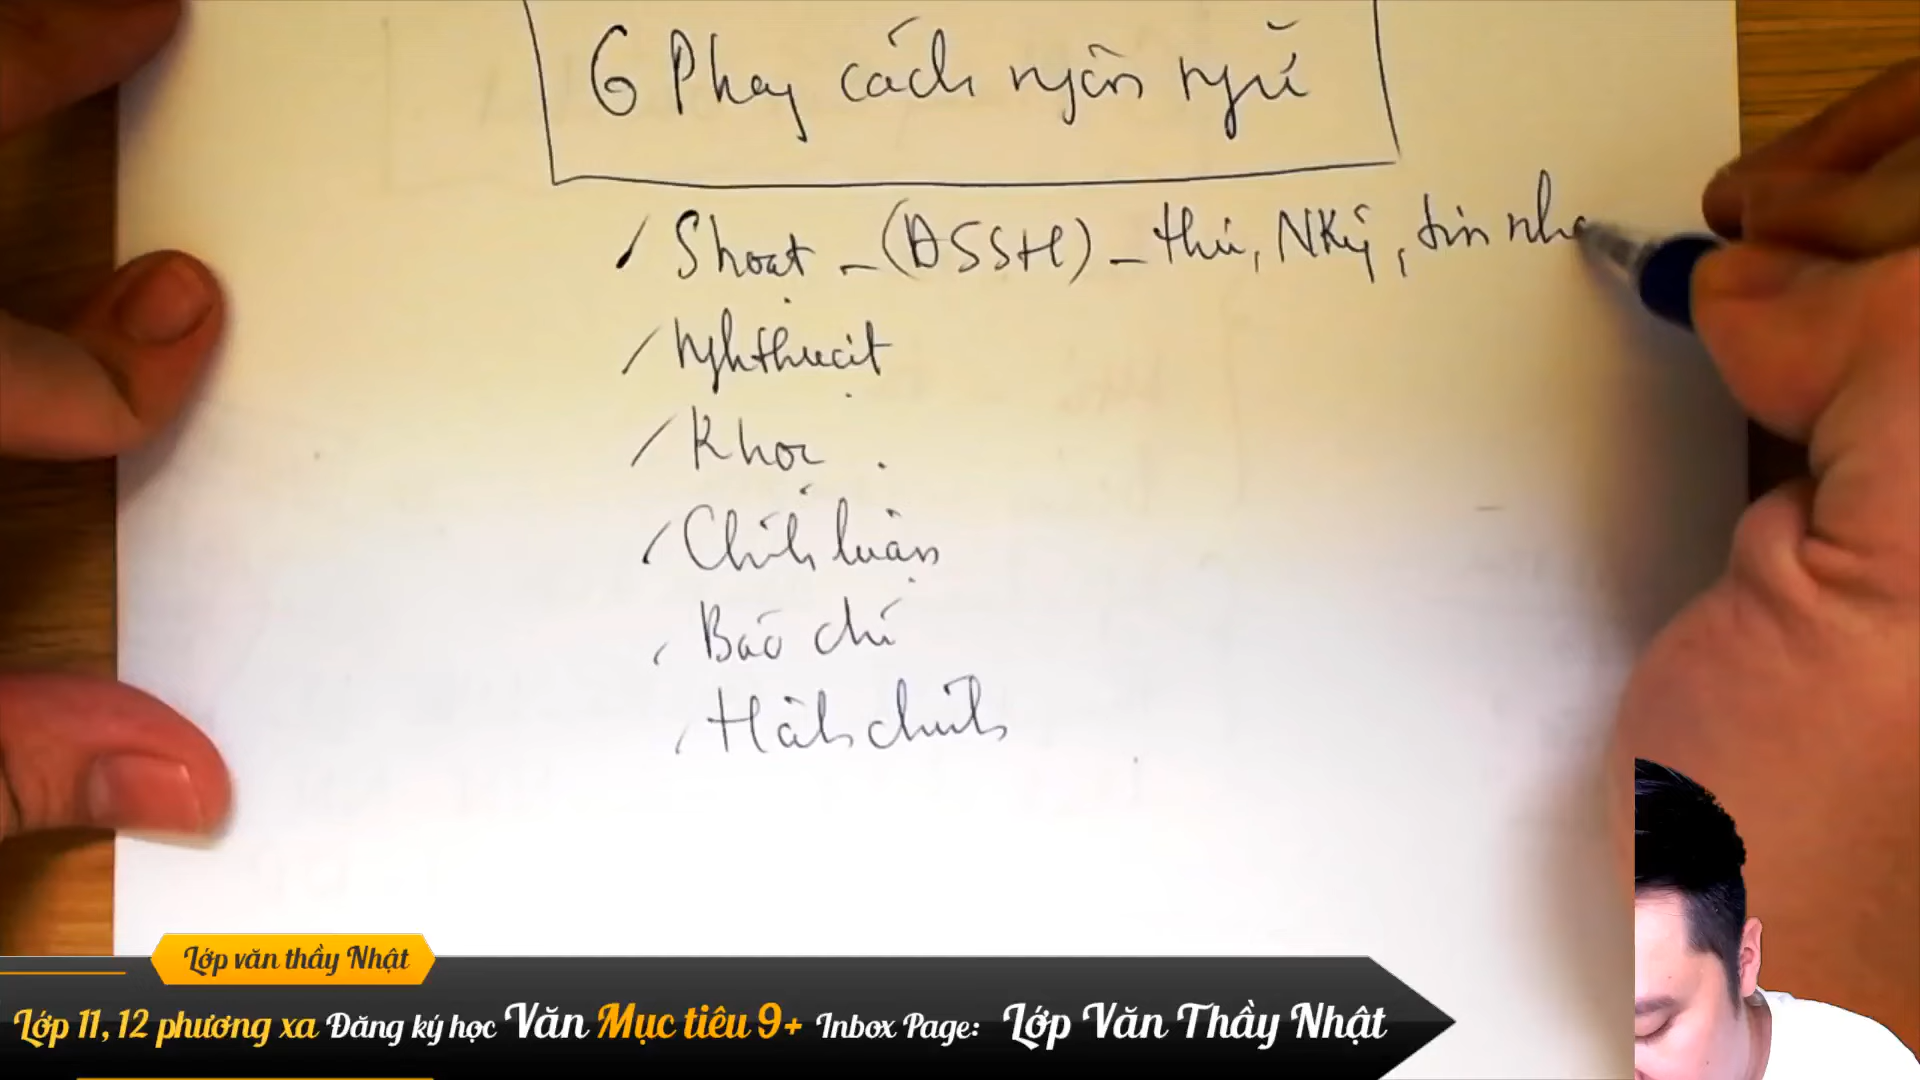 6 Phog cách ngôn ngữ
Shoạt - (ĐSSH) - thư, NKý, tin nhắ
Nghthuật
Khọc
Chính luận
Báo chí
Hành chính
Lớp văn thầy Nhật
Lớp 11, 12 phương xa Đăng ký học Văn Mục tiêu 9+ Inbox Page: Lớp Văn Thầy Nhật